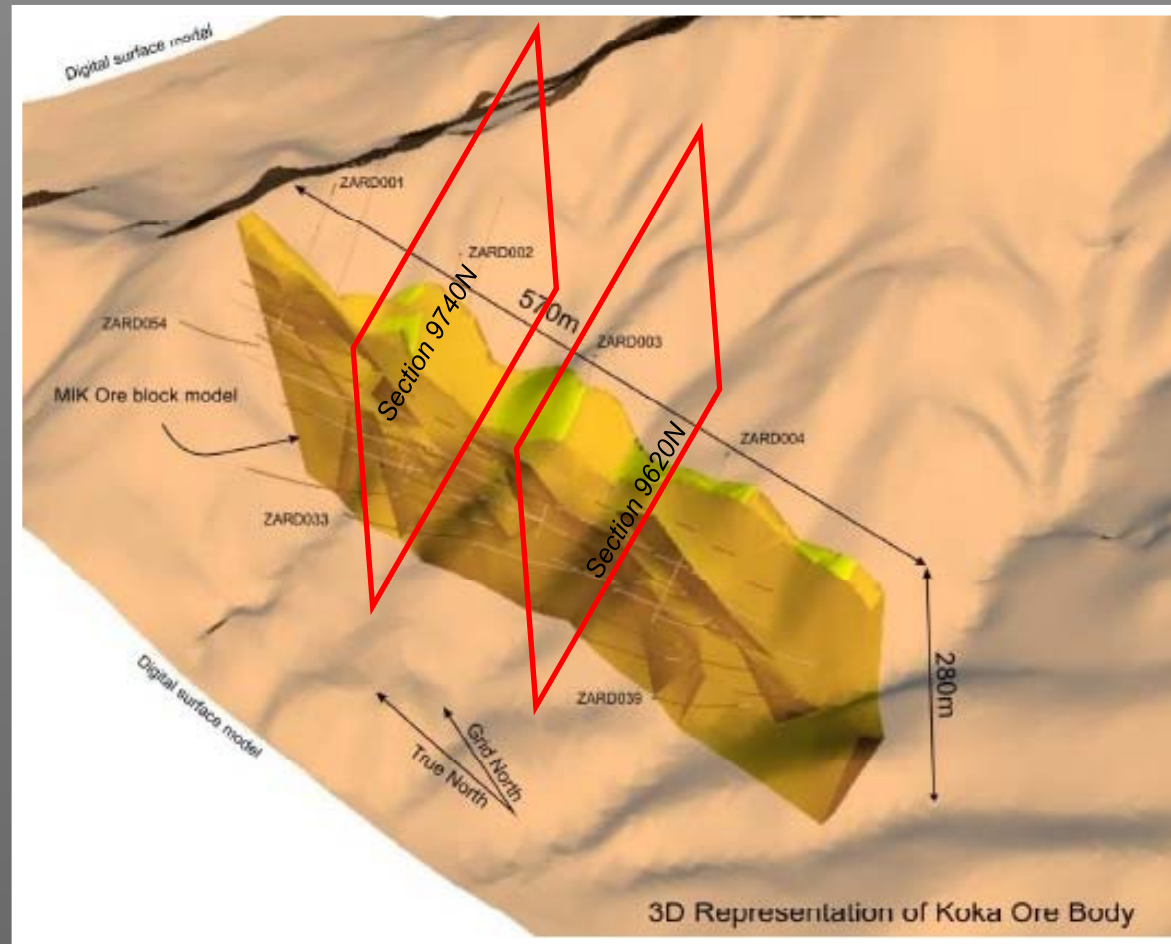 Digital surface model
ZARD001
ZARD002
Section 9740N
570m
ZARD054
ZARD003
MIK Ore block model
ZARD004
Section 9620N
ZARD033
280m
Digital surface model
ZARD039
Grid North
True North
3D Representation of Koka Ore Body